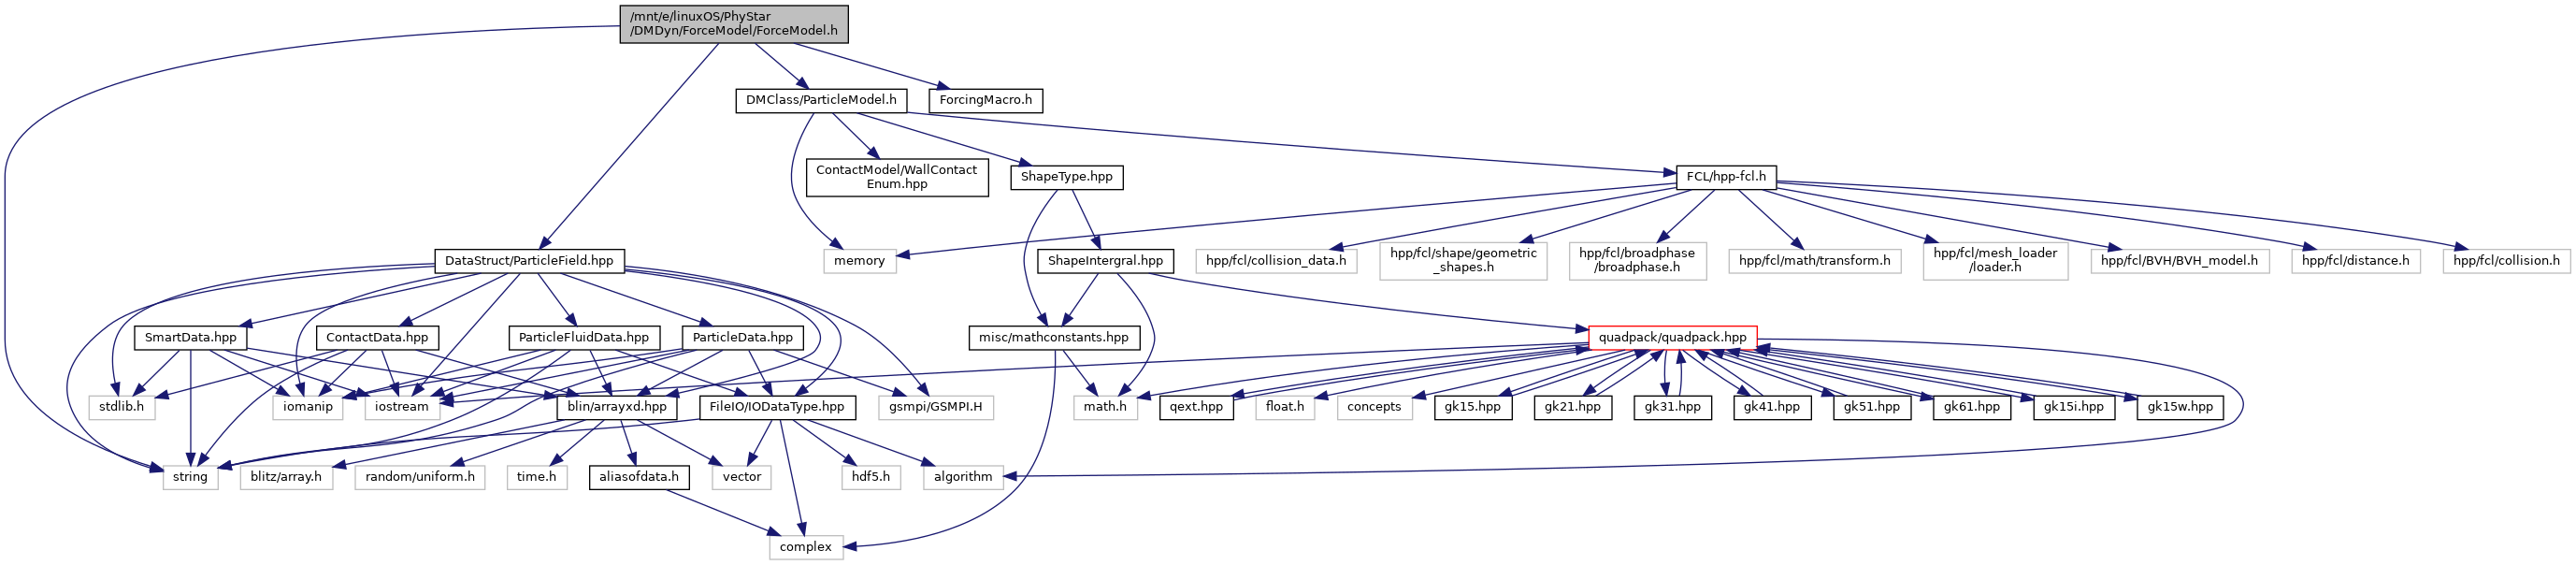 /mnt/e/linuxOS/PhyStar
/DMDyn/ForceModel/ForceModel.h
DMClass/ParticleModel.h
ForcingMacro.h
ContactModel/WallContact
Enum.hpp
ShapeType.hpp
FCL/hpp-fcl.h
DataStruct/ParticleField.hpp
memory
ShapeIntergral.hpp
hpp/fcl/collision_data.h
hpp/fcl/shape/geometric
_shapes.h
hpp/fcl/broadphase
/broadphase.h
hpp/fcl/math/transform.h
hpp/fcl/mesh_loader
/loader.h
hpp/fcl/BVH/BVH_model.h
hpp/fcl/distance.h
hpp/fcl/collision.h
SmartData.hpp
ContactData.hpp
ParticleFluidData.hpp
ParticleData.hpp
misc/mathconstants.hpp
quadpack/quadpack.hpp
stdlib.h
iomanip
iostream
blin/arrayxd.hpp
FileIO/IODataType.hpp
gsmpi/GSMPI.H
math.h
qext.hpp
float.h
concepts
gk15.hpp
gk21.hpp
gk31.hpp
gk41.hpp
gk51.hpp
gk61.hpp
gk15i.hpp
gk15w.hpp
string
blitz/array.h
random/uniform.h
time.h
aliasofdata.h
vector
hdf5.h
algorithm
complex